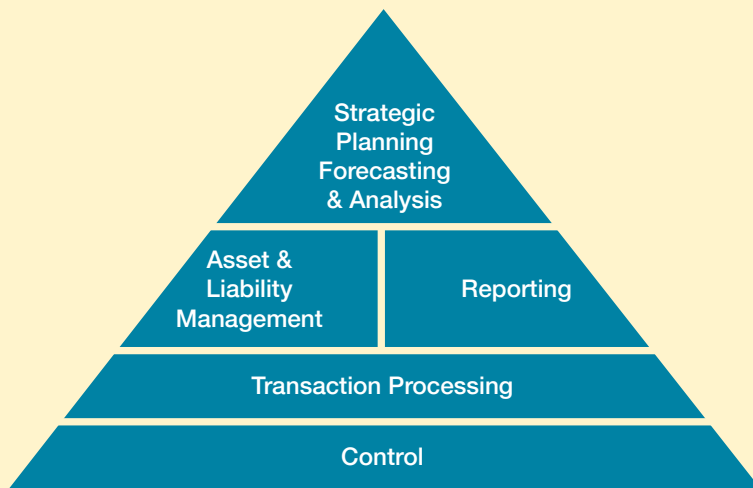 Strategic
Planning
Forecasting
& Analysis
Asset &
Liability
Management
Reporting
Transaction Processing
Control